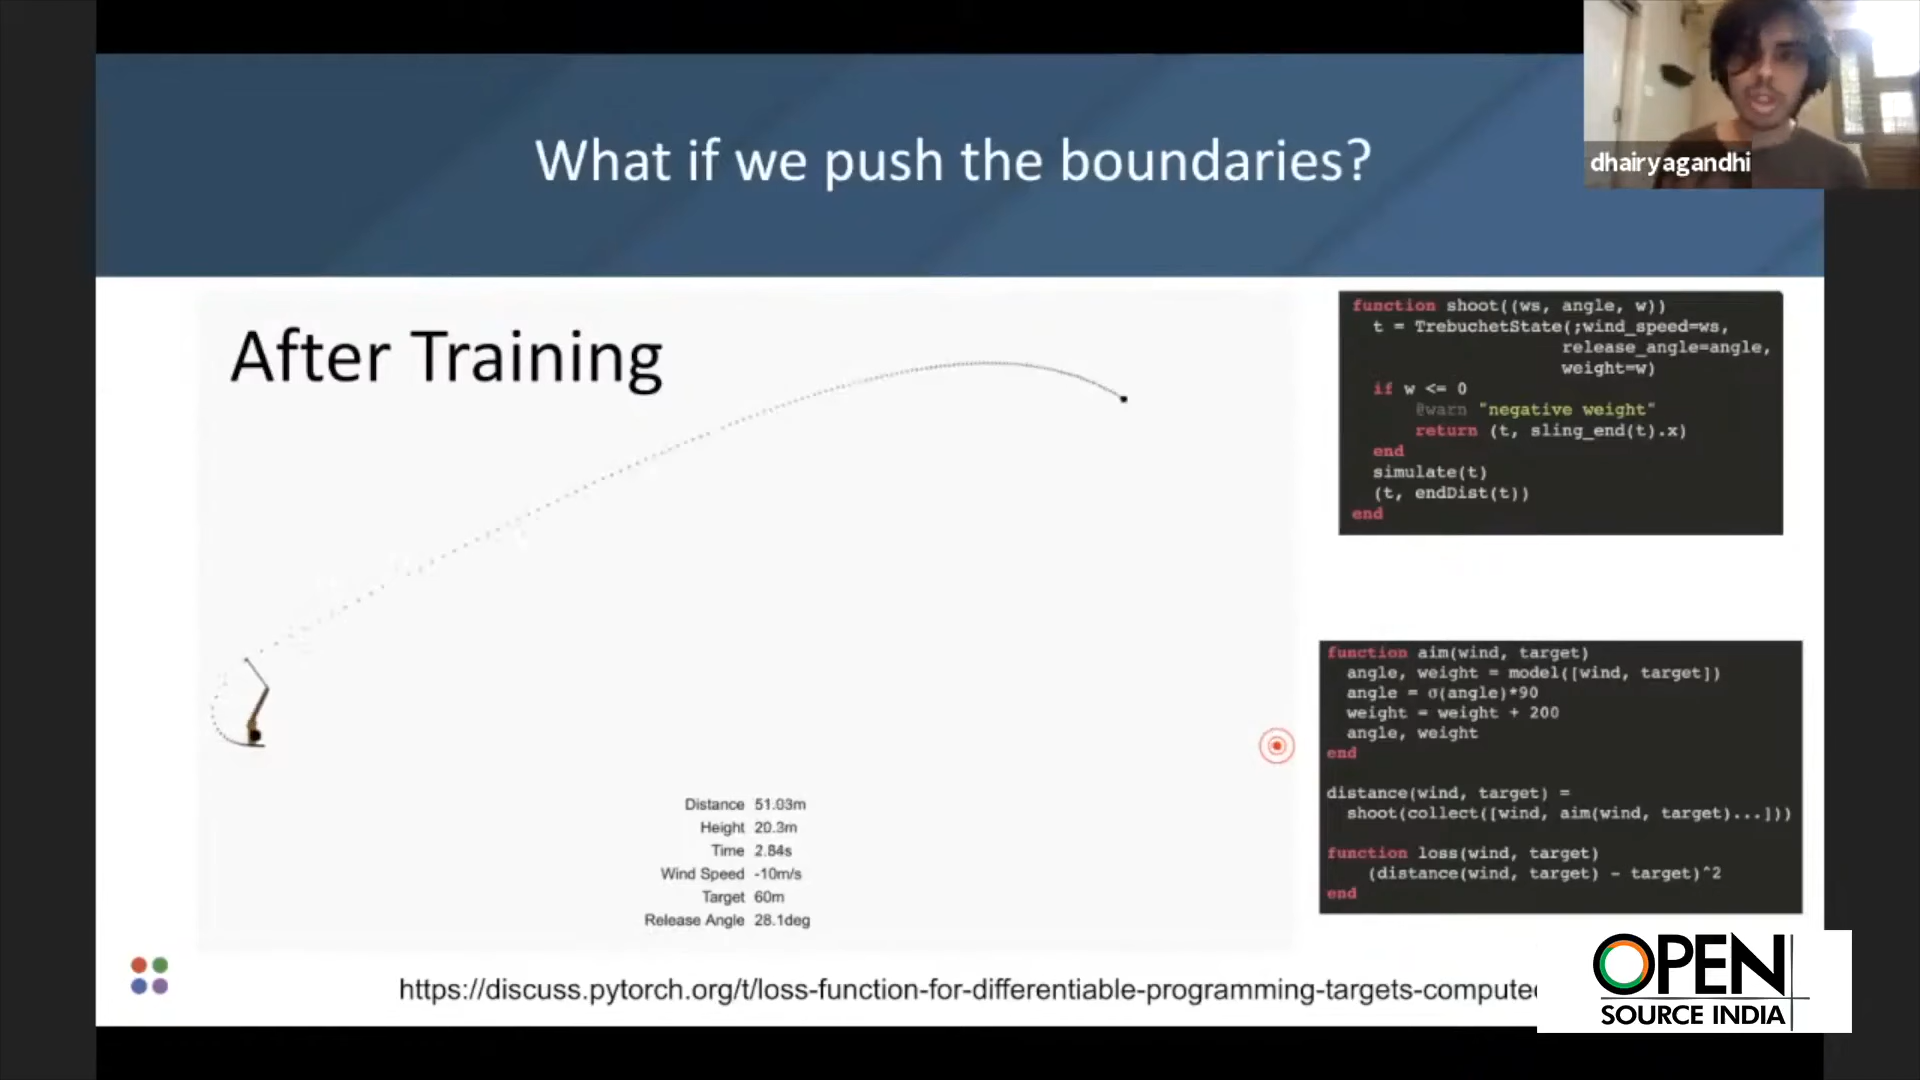 What if we push the boundaries?
dhairyagandhi
After Training
function shoot((ws, angle, w))
  t = TrebuchetState(;wind_speed=ws,
                    release_angle=angle,
                    weight=w)
  if w <= 0
      @warn "negative weight"
      return (t, sling_end(t).x)
  end
  simulate(t)
  (t, endDist(t))
end
function aim(wind, target)
  angle, weight = model([wind, target])
  angle = σ(angle)*90
  weight = weight + 200
  angle, weight
end
distance(wind, target) =
  shoot(collect([wind, aim(wind, target)...]))
function loss(wind, target)
    (distance(wind, target) - target)^2
end
Distance 51.03m
Height 20.3m
Time 2.84s
Wind Speed -10m/s
Target 60m
Release Angle 28.1deg
https://discuss.pytorch.org/t/loss-function-for-differentiable-programming-targets-compute
OPEN
SOURCE INDIA